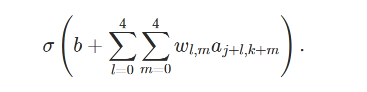 σ(b + ∑_{l=0}^{4} ∑_{m=0}^{4} w_{l,m} a_{j+l,k+m}).